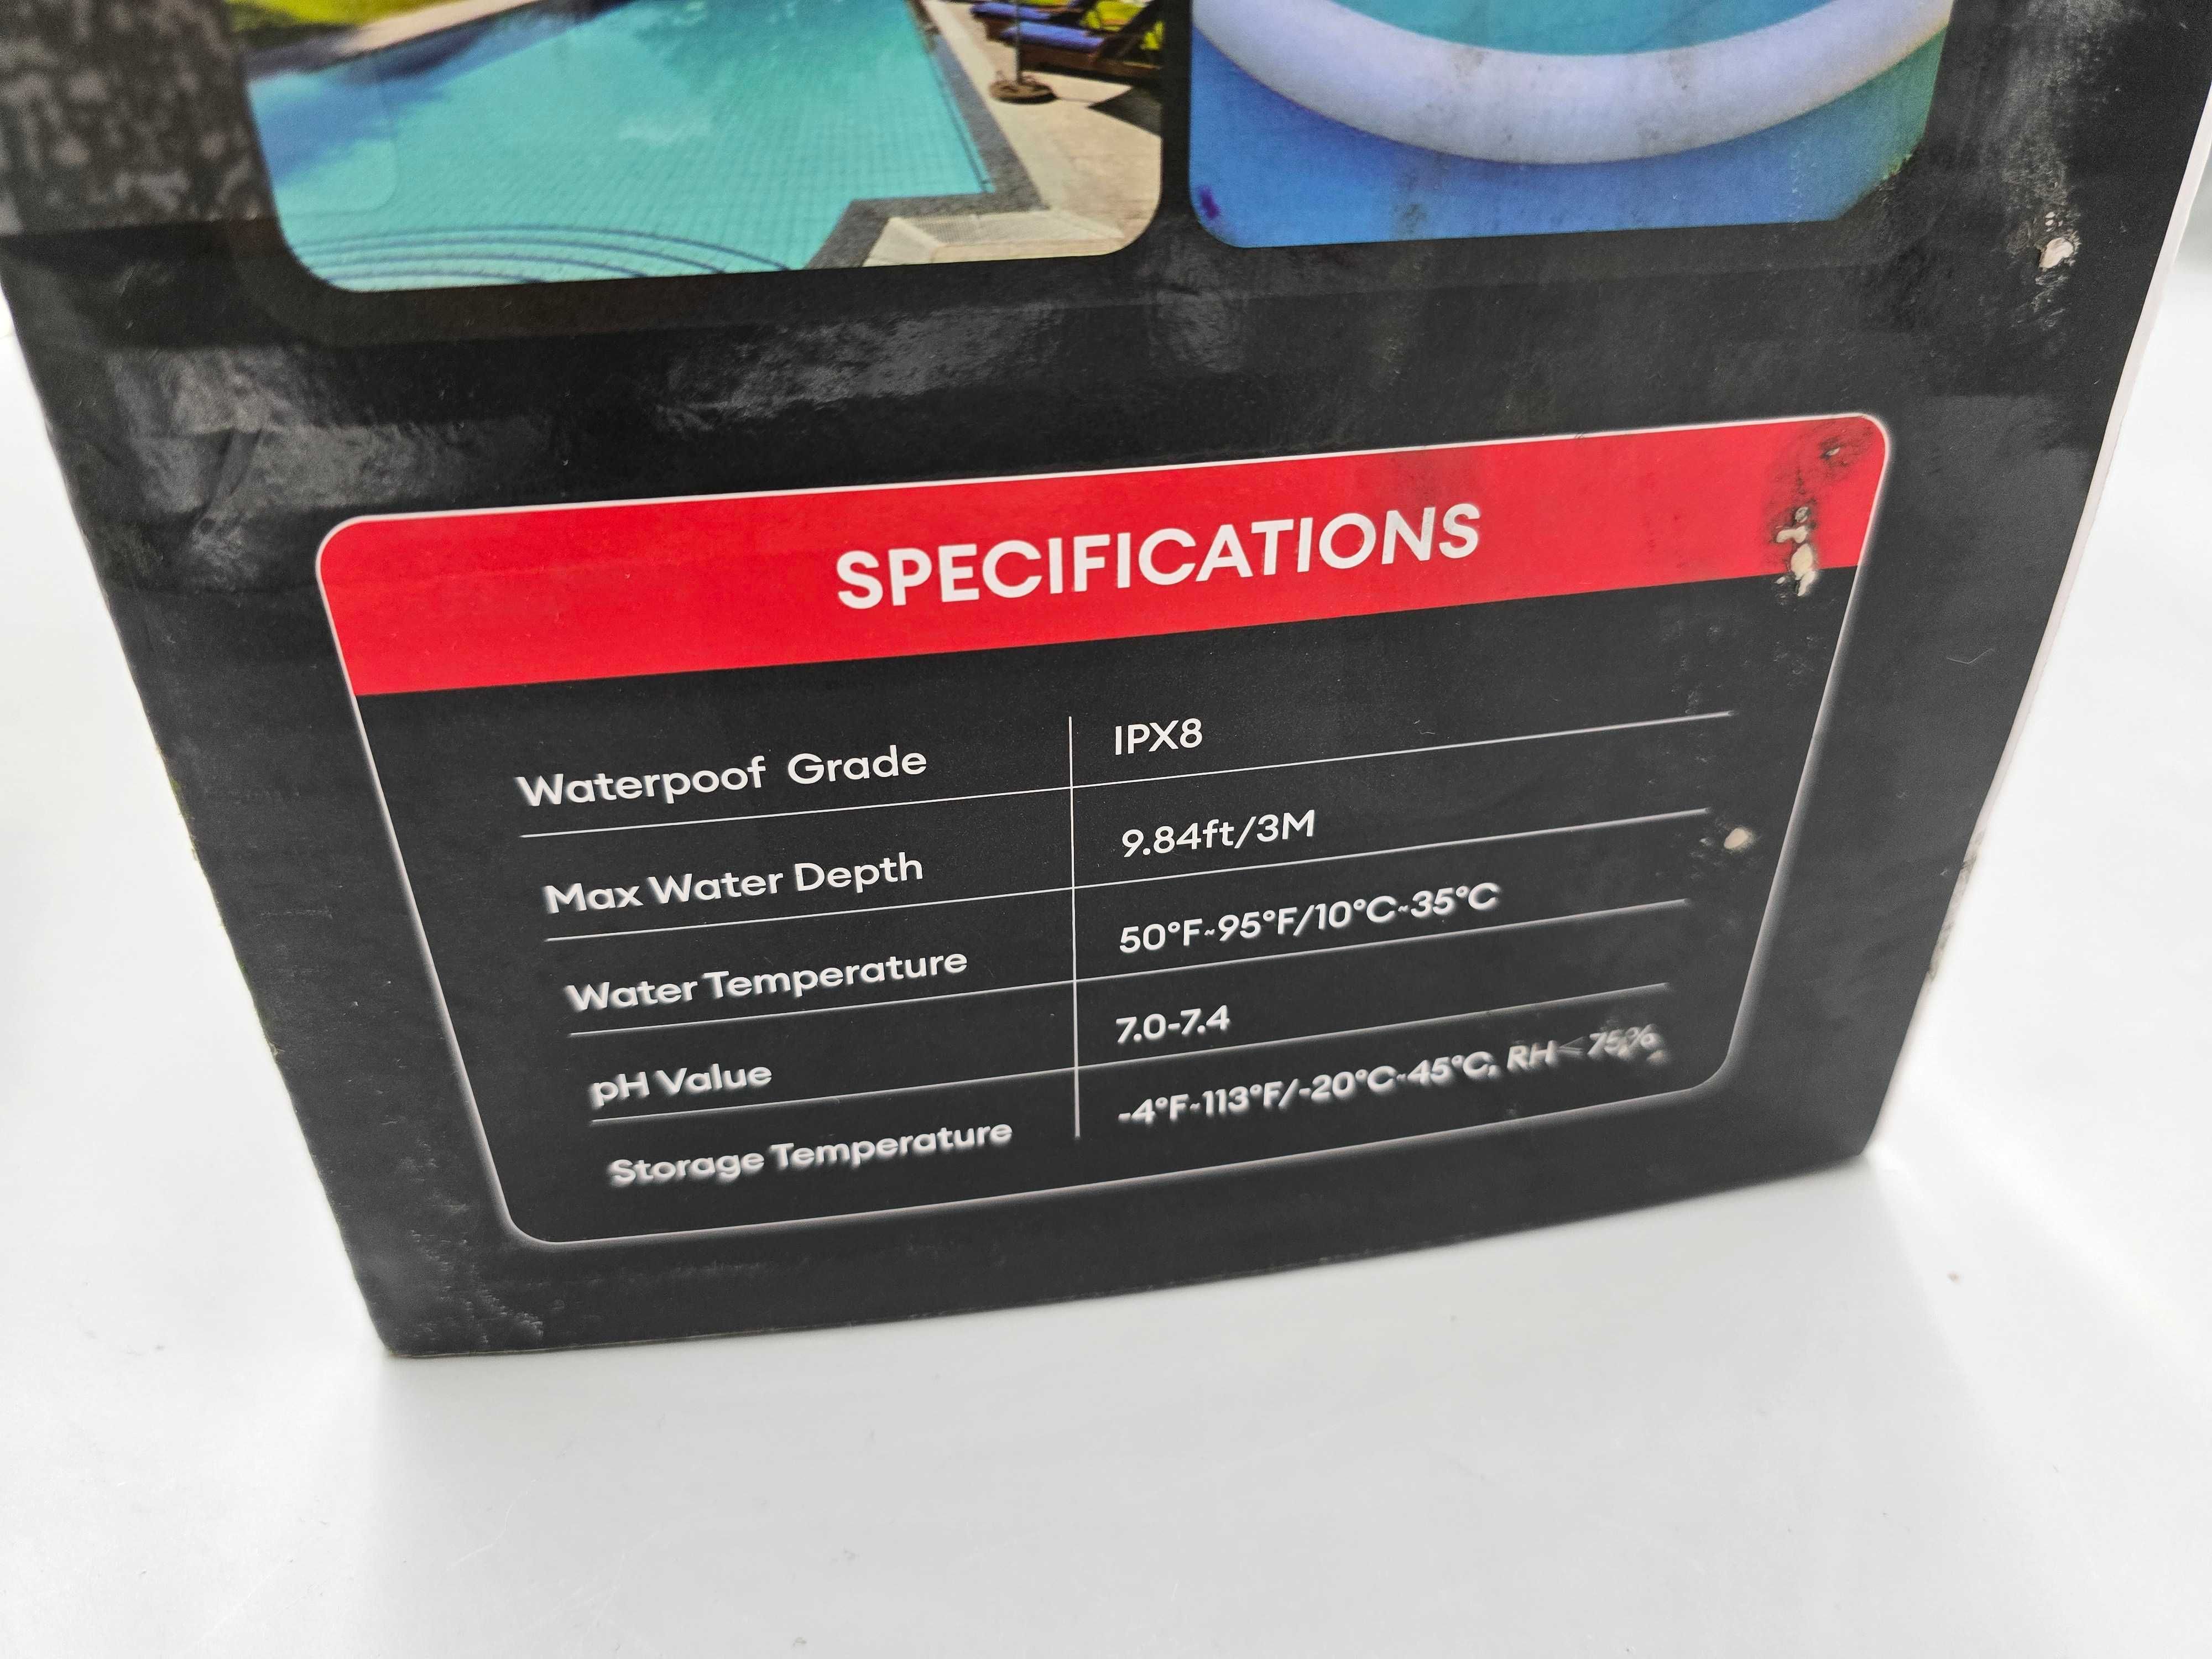 SPECIFICATIONS
Waterpoof Grade IPX8
Max Water Depth 9.84ft/3M
Water Temperature 50°F~95°F/10°C~35°C
pH Value 7.0-7.4
Storage Temperature -4°F~113°F/-20°C~45°C, RH < 75%